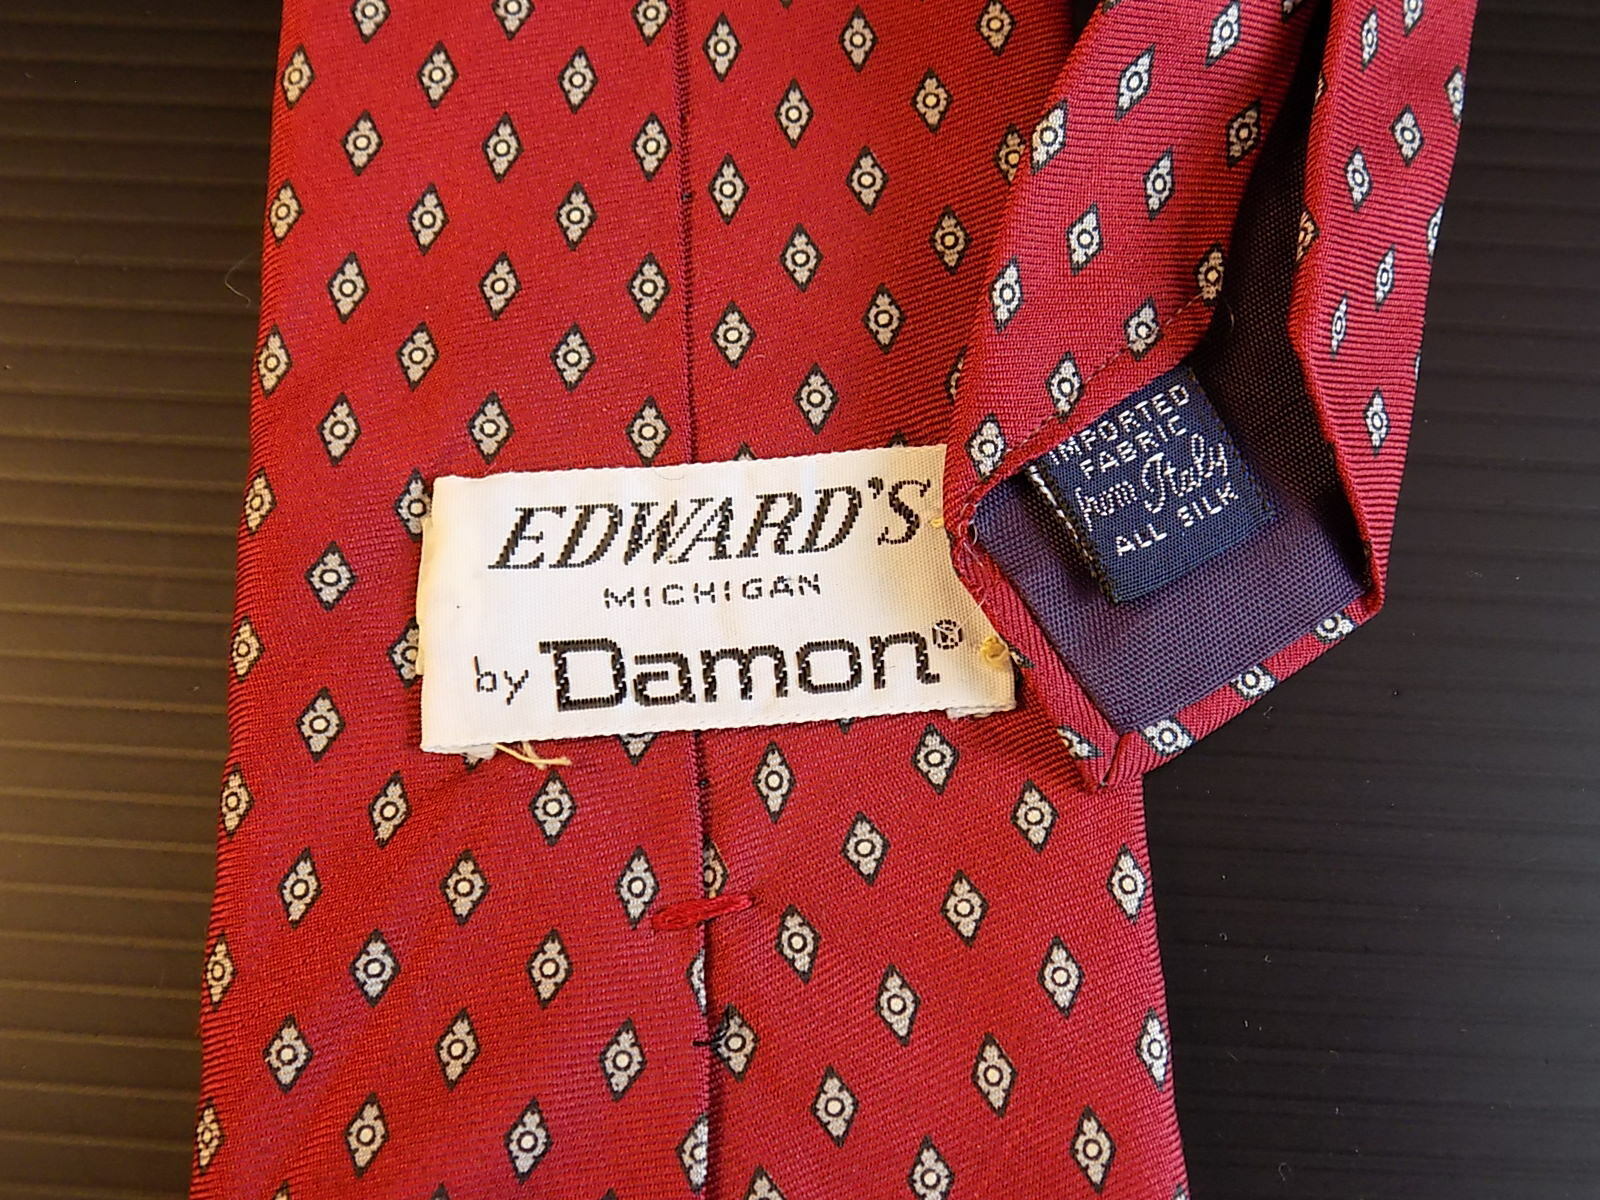 EDWARD'S
MICHIGAN
by Damon®
IMPORTED
FABRIC
from Italy
ALL SILK